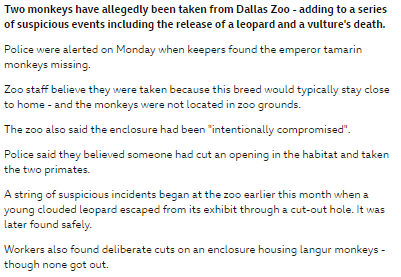 Two monkeys have allegedly been taken from Dallas Zoo - adding to a series
of suspicious events including the release of a leopard and a vulture's death.
Police were alerted on Monday when keepers found the emperor tamarin
monkeys missing.
Zoo staff believe they were taken because this breed would typically stay close
to home - and the monkeys were not located in zoo grounds.
The zoo also said the enclosure had been "intentionally compromised".
Police said they believed someone had cut an opening in the habitat and taken
the two primates.
A string of suspicious incidents began at the zoo earlier this month when a
young clouded leopard escaped from its exhibit through a cut-out hole. It was
later found safely.
Workers also found deliberate cuts on an enclosure housing langur monkeys -
though none got out.